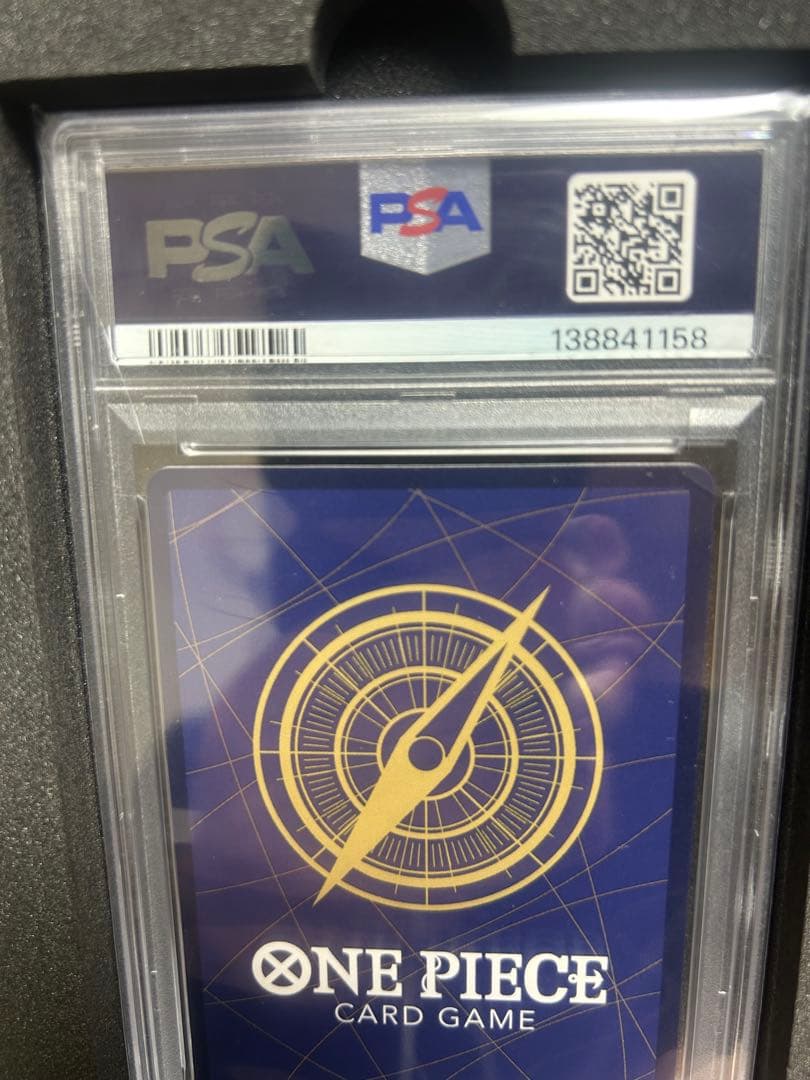 PSA
PSA
138841158
ONE PIECE
CARD GAME